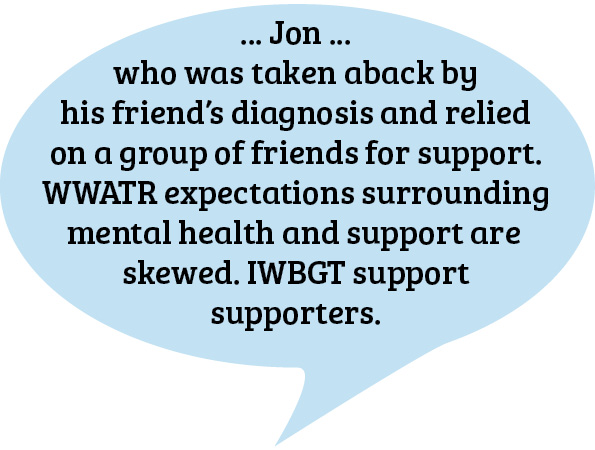 ... Jon ...
who was taken aback by
his friend’s diagnosis and relied
on a group of friends for support.
WWATR expectations surrounding
mental health and support are
skewed. IWBGT support
supporters.